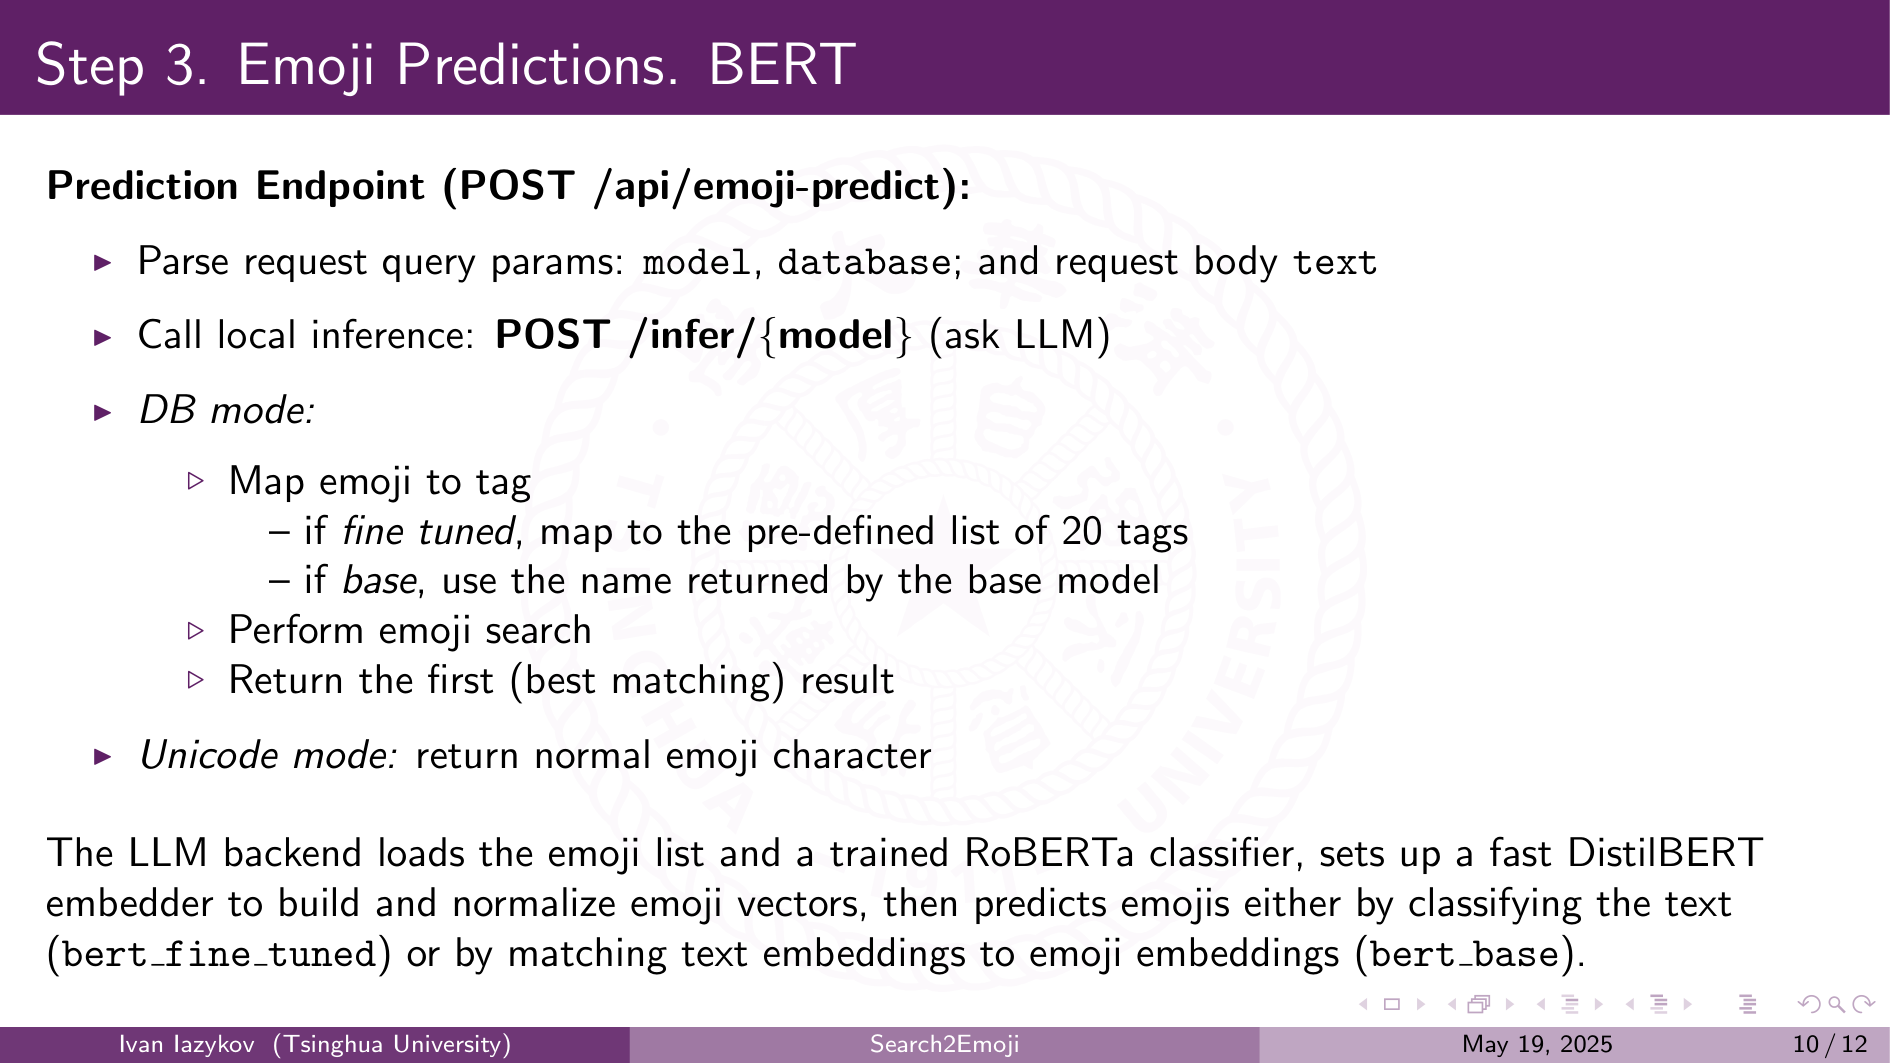 Step 3. Emoji Predictions. BERT
Prediction Endpoint (POST /api/emoji-predict):
▶ Parse request query params: model, database; and request body text
▶ Call local inference: POST /infer/{model} (ask LLM)
▶ DB mode:
▷ Map emoji to tag
– if fine tuned, map to the pre-defined list of 20 tags
– if base, use the name returned by the base model
▷ Perform emoji search
▷ Return the first (best matching) result
▶ Unicode mode: return normal emoji character
The LLM backend loads the emoji list and a trained RoBERTa classifier, sets up a fast DistilBERT
embedder to build and normalize emoji vectors, then predicts emojis either by classifying the text
(bert_fine_tuned) or by matching text embeddings to emoji embeddings (bert_base).
Ivan Iazykov (Tsinghua University)
Search2Emoji
May 19, 2025
10 / 12